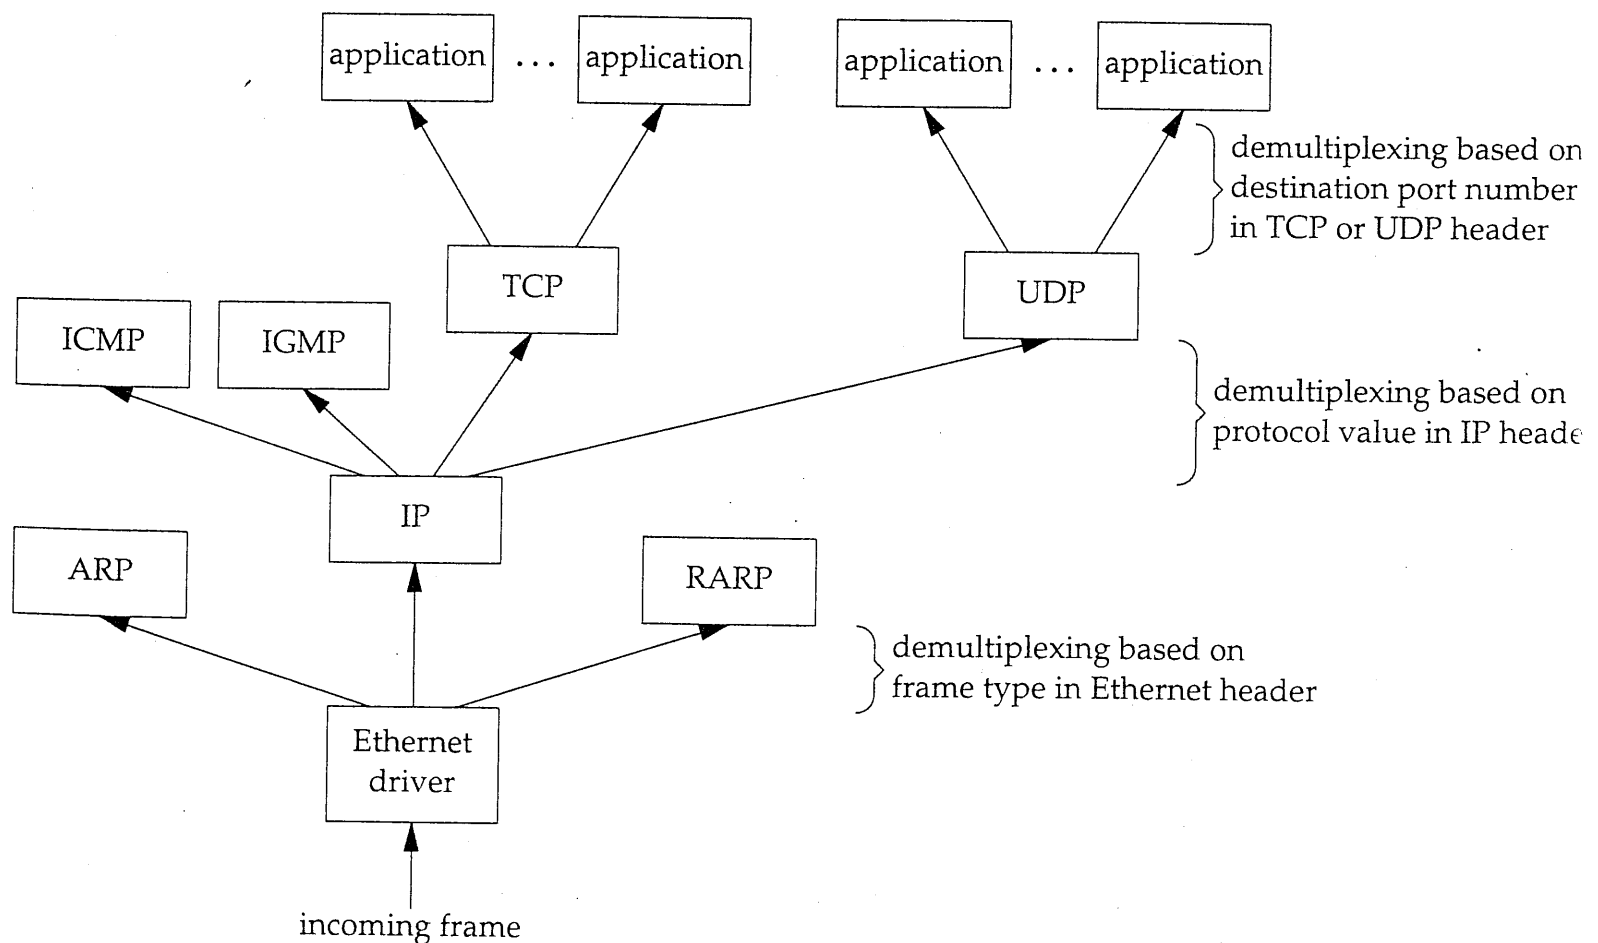 application
...
application
application
...
application
demultiplexing based on
destination port number
in TCP or UDP header
TCP
UDP
ICMP
IGMP
demultiplexing based on
protocol value in IP heade
IP
ARP
RARP
demultiplexing based on
frame type in Ethernet header
Ethernet
driver
incoming frame